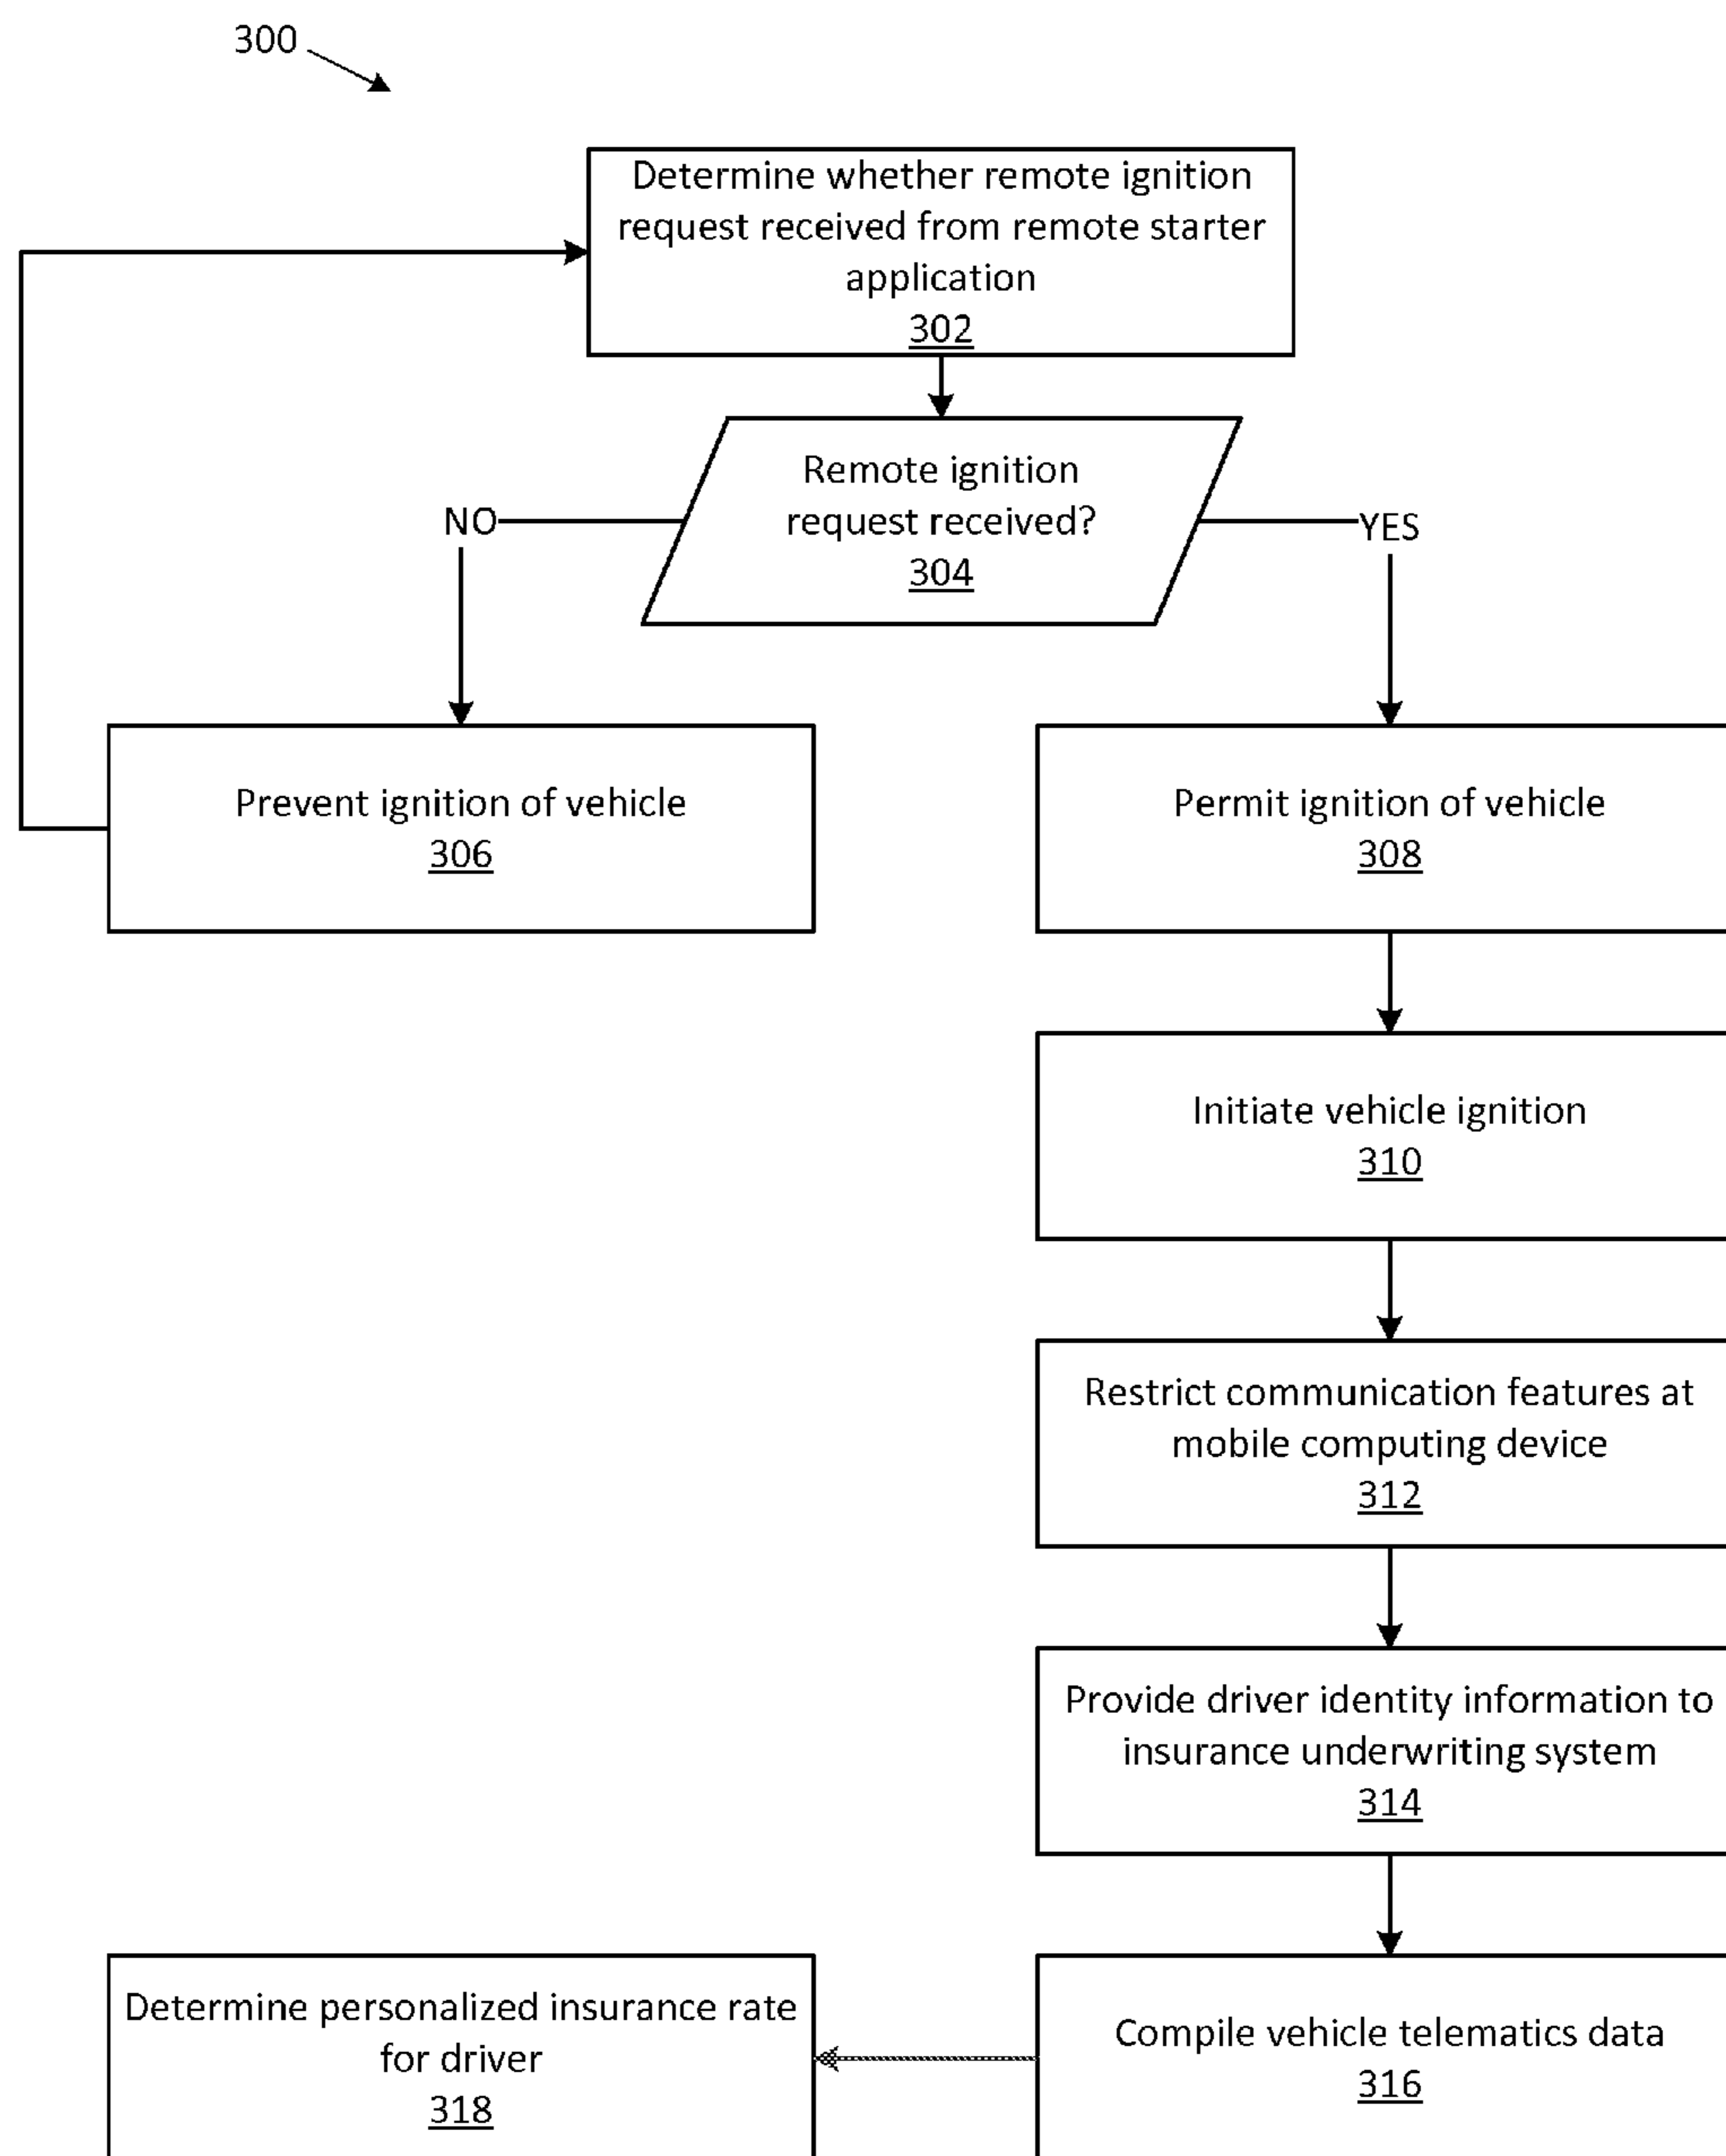 300
Determine whether remote ignition
request received from remote starter
application
302
Remote ignition
request received?
304
NO
YES
Prevent ignition of vehicle
306
Permit ignition of vehicle
308
Initiate vehicle ignition
310
Restrict communication features at
mobile computing device
312
Provide driver identity information to
insurance underwriting system
314
Compile vehicle telematics data
316
Determine personalized insurance rate
for driver
318